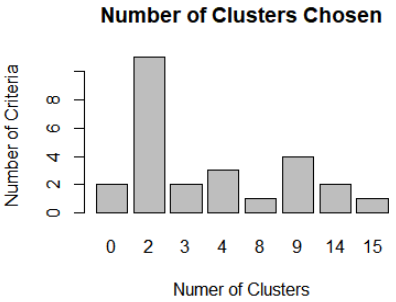 Number of Clusters Chosen
Number of Criteria
8
6
4
2
0
0 2 3 4 8 9 14 15
Numer of Clusters